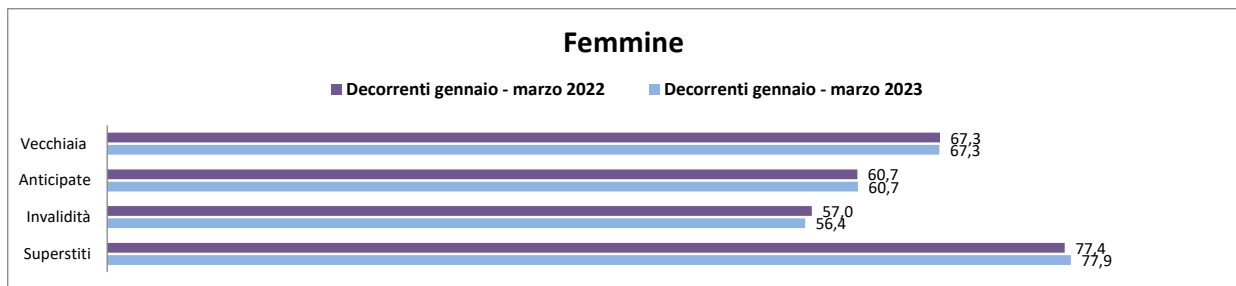 Femmine
Decorrenti gennaio - marzo 2022 Decorrenti gennaio - marzo 2023
Vecchiaia 67,3
67,3
Anticipate 60,7
60,7
Invalidità 57,0
56,4
Superstiti 77,4
77,9